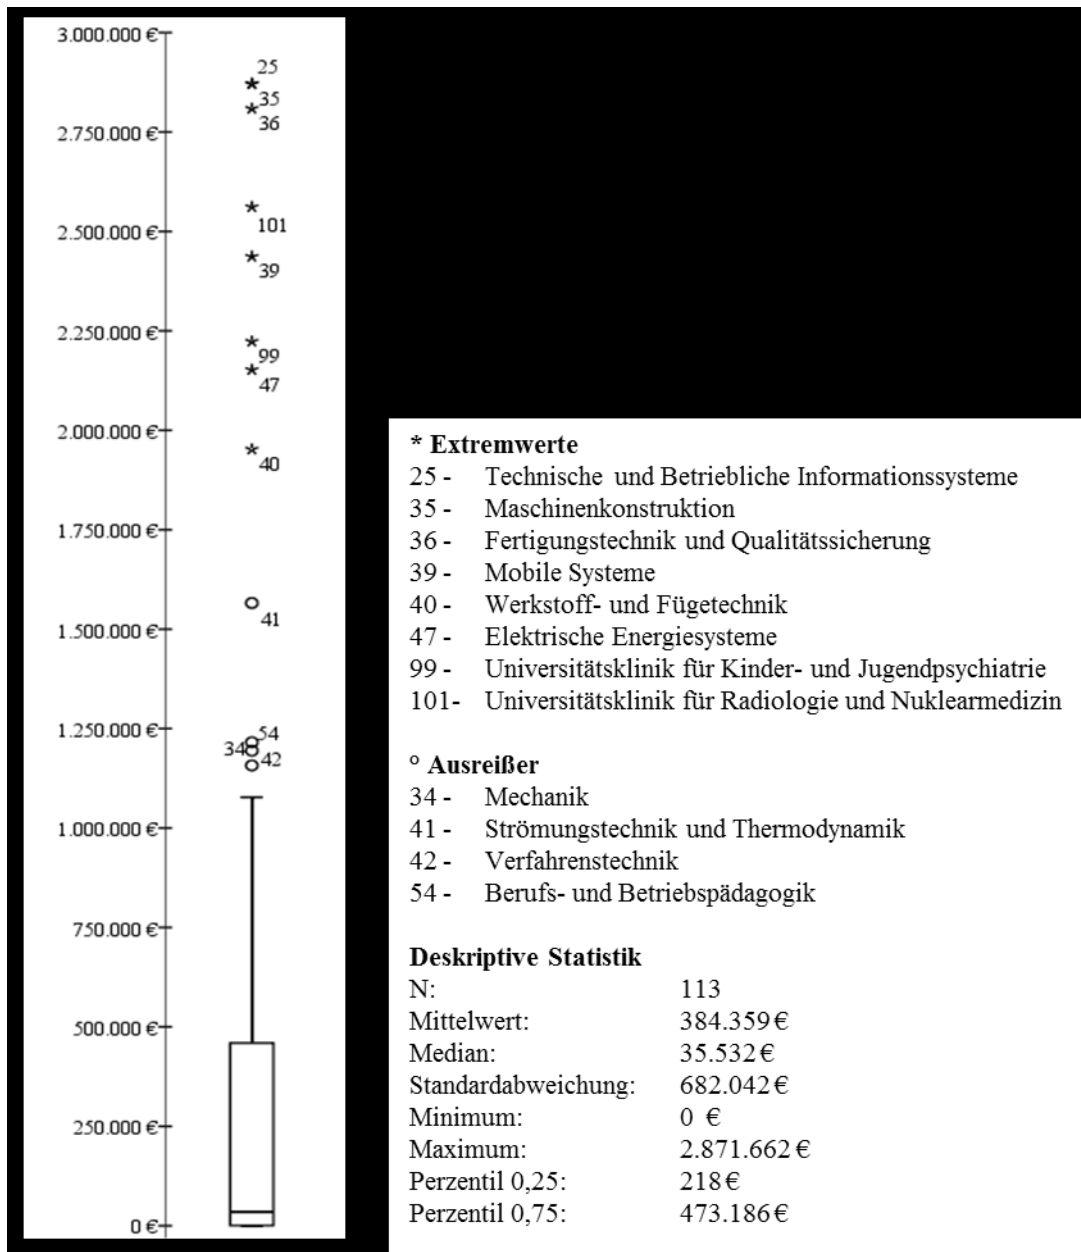 3.000.000 €
25
35
36
2.750.000 €
101
2.500.000 €
39
2.250.000 €
99
47
2.000.000 €
40
1.750.000 €
41
1.500.000 €
1.250.000 €
54
34
42
1.000.000 €
750.000 €
500.000 €
250.000 €
0 €
* Extremwerte
25 - Technische und Betriebliche Informationssysteme
35 - Maschinenkonstruktion
36 - Fertigungstechnik und Qualitätssicherung
39 - Mobile Systeme
40 - Werkstoff- und Fügetechnik
47 - Elektrische Energiesysteme
99 - Universitätsklinik für Kinder- und Jugendpsychiatrie
101- Universitätsklinik für Radiologie und Nuklearmedizin
° Ausreißer
34 - Mechanik
41 - Strömungstechnik und Thermodynamik
42 - Verfahrenstechnik
54 - Berufs- und Betriebspädagogik
Deskriptive Statistik
N: 113
Mittelwert: 384.359 €
Median: 35.532 €
Standardabweichung: 682.042 €
Minimum: 0 €
Maximum: 2.871.662 €
Perzentil 0,25: 218 €
Perzentil 0,75: 473.186 €